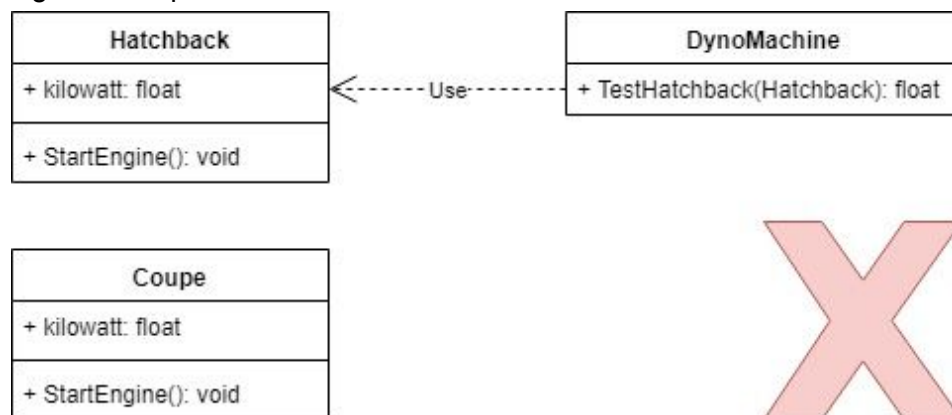 Hatchback
+ kilowatt: float
+ StartEngine(): void
Use
DynoMachine
+ TestHatchback(Hatchback): float
Coupe
+ kilowatt: float
+ StartEngine(): void